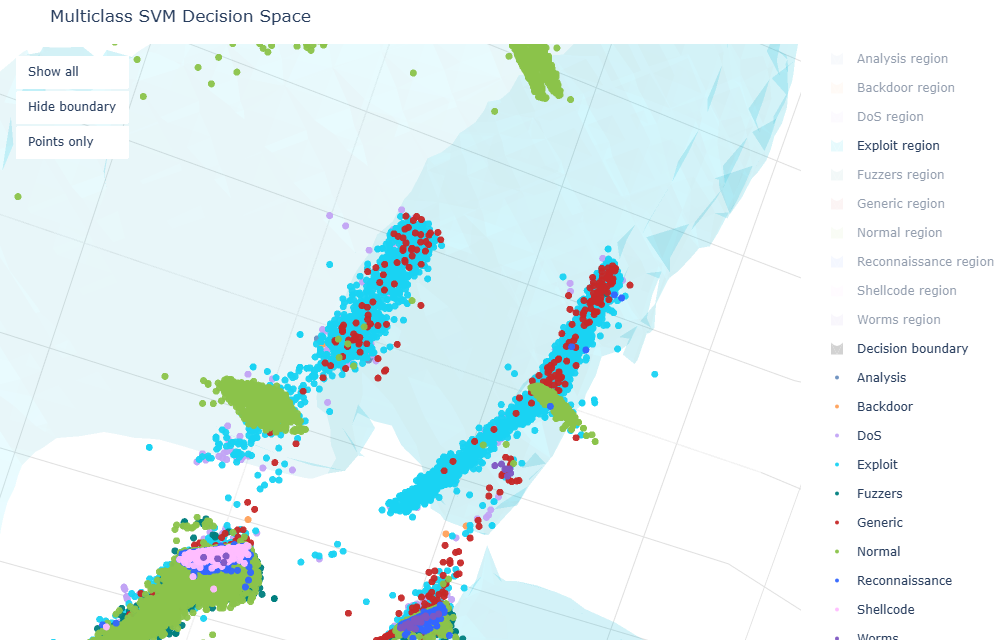 Multiclass SVM Decision Space
Show all
Hide boundary
Points only
Analysis region
Backdoor region
DoS region
Exploit region
Fuzzers region
Generic region
Normal region
Reconnaissance region
Shellcode region
Worms region
Decision boundary
Analysis
Backdoor
DoS
Exploit
Fuzzers
Generic
Normal
Reconnaissance
Shellcode
Worms